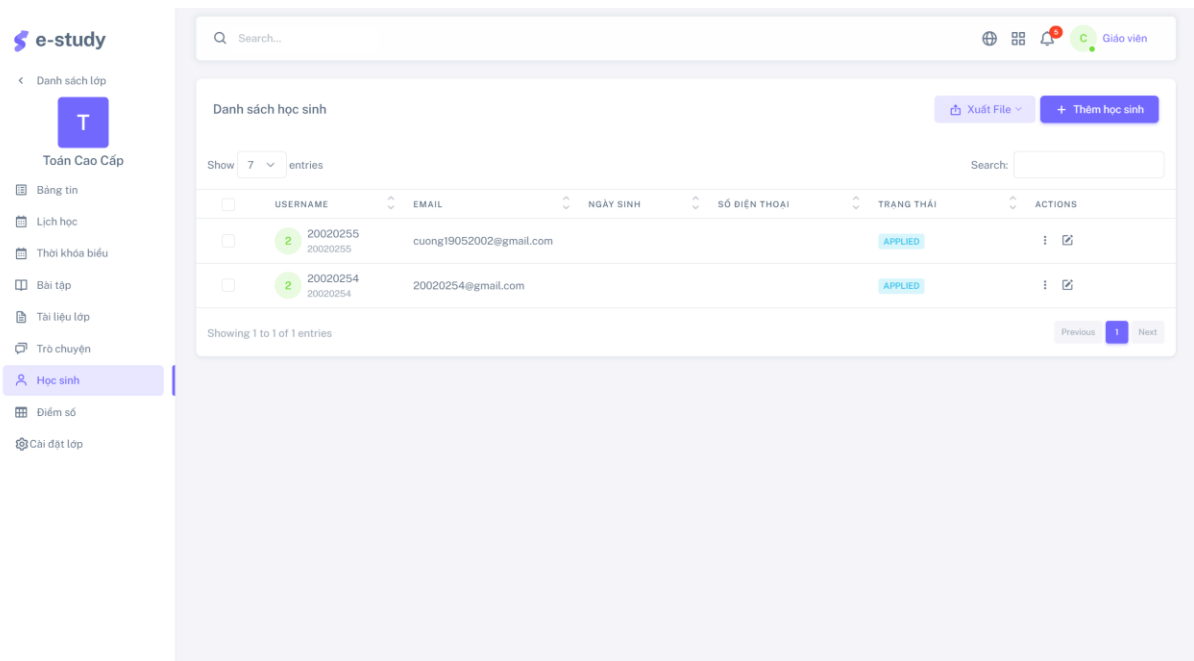 e-study
Danh sách lớp
T
Toán Cao Cấp
Bảng tin
Lịch học
Thời khóa biểu
Bài tập
Tài liệu lớp
Trò chuyện
Học sinh
Điểm số
Cài đặt lớp
Search...
5
C
Giáo viên
Danh sách học sinh
Xuất File
+ Thêm học sinh
Show 7 entries
Search:
USERNAME EMAIL NGÀY SINH SỐ ĐIỆN THOẠI TRẠNG THÁI ACTIONS
2 20020255 cuong19052002@gmail.com APPLIED
20020255
2 20020254 20020254@gmail.com APPLIED
20020254
Showing 1 to 1 of 1 entries
Previous 1 Next